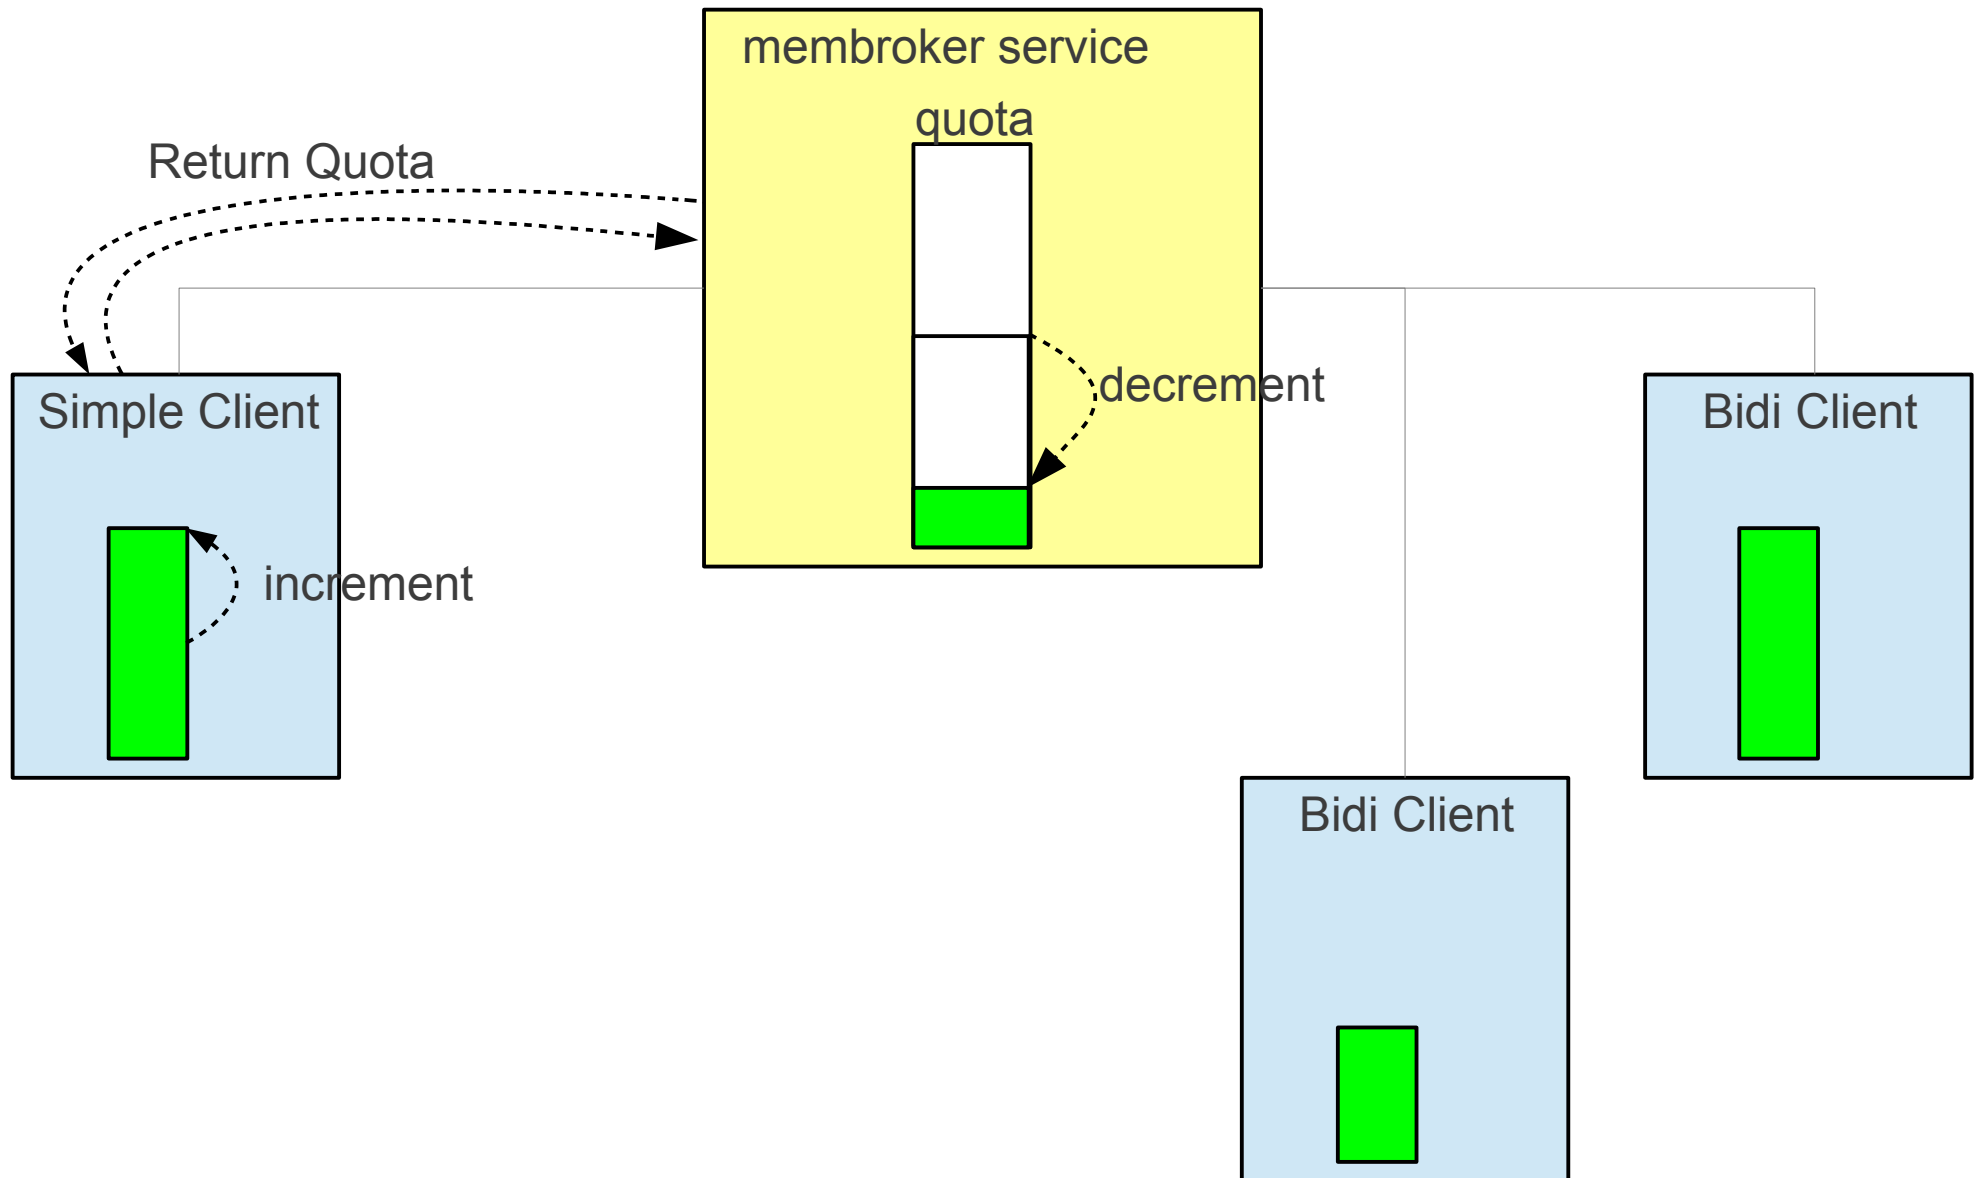 membroker service
quota
Return Quota
decrement
Simple Client
Bidi Client
increment
Bidi Client